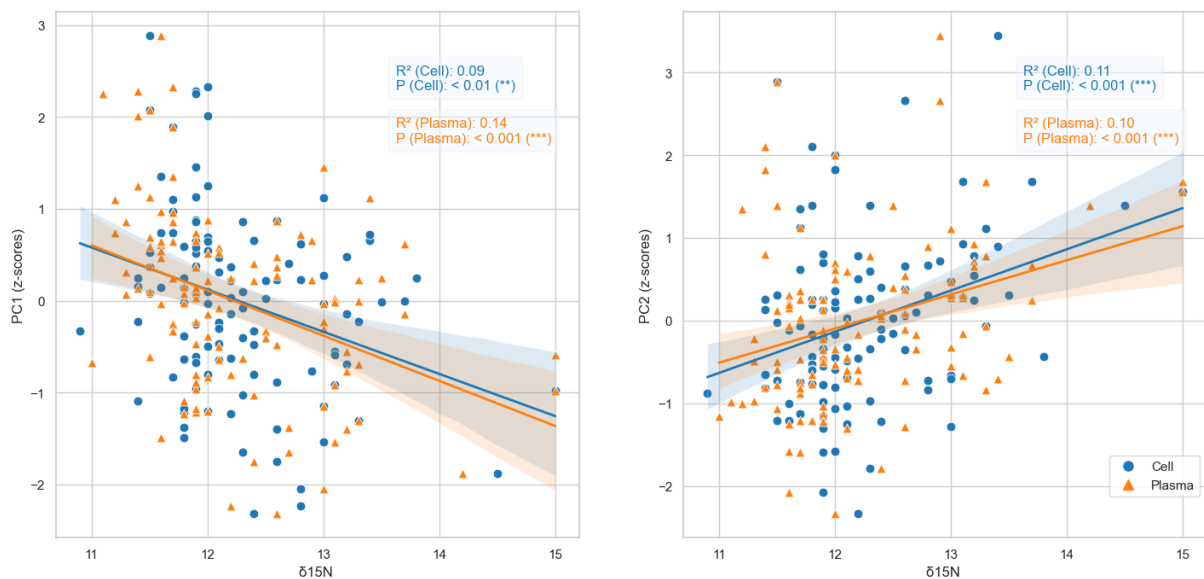 3
2
1
0
−1
−2
PC1 (z-scores)
11
12
13
14
15
δ15N
R² (Cell): 0.09
P (Cell): < 0.01 (**)
R² (Plasma): 0.14
P (Plasma): < 0.001 (***)
3
2
1
0
−1
−2
PC2 (z-scores)
11
12
13
14
15
δ15N
R² (Cell): 0.11
P (Cell): < 0.001 (***)
R² (Plasma): 0.10
P (Plasma): < 0.001 (***)
Cell
Plasma